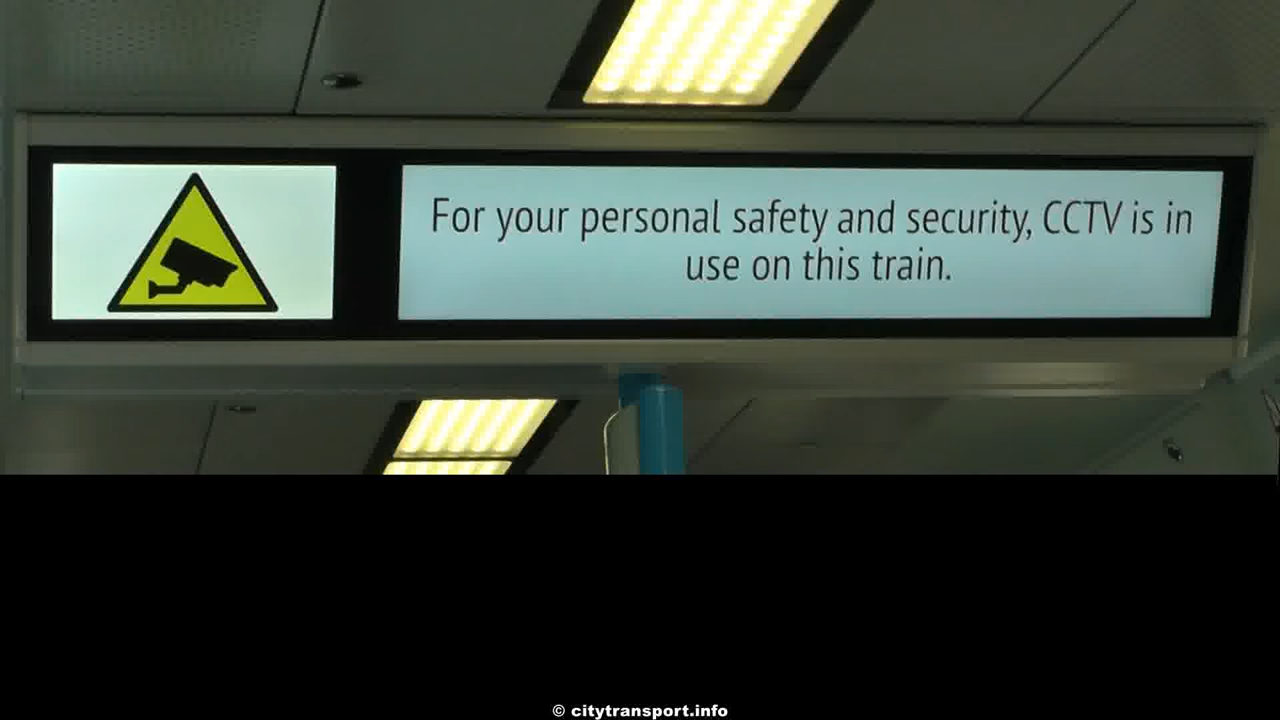 For your personal safety and security, CCTV is in
use on this train.
© citytransport.info